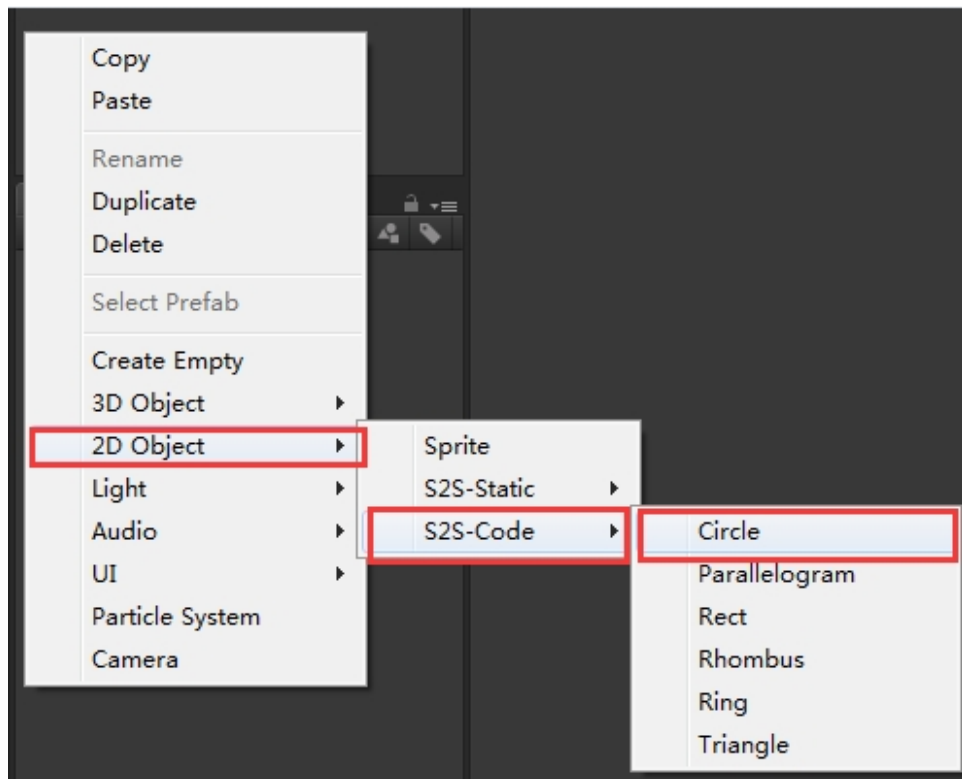 Copy
Paste
Rename
Duplicate
Delete
Select Prefab
Create Empty
3D Object
2D Object
Light
Audio
UI
Particle System
Camera
Sprite
S2S-Static
S2S-Code
Circle
Parallelogram
Rect
Rhombus
Ring
Triangle